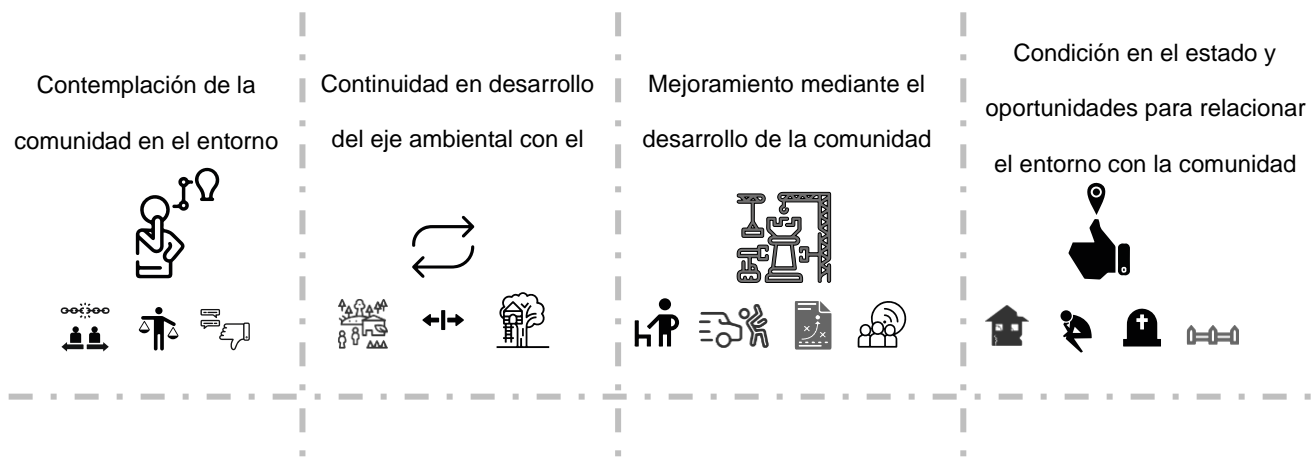 Contemplación de la
comunidad en el entorno
Continuidad en desarrollo
del eje ambiental con el
Mejoramiento mediante el
desarrollo de la comunidad
Condición en el estado y
oportunidades para relacionar
el entorno con la comunidad